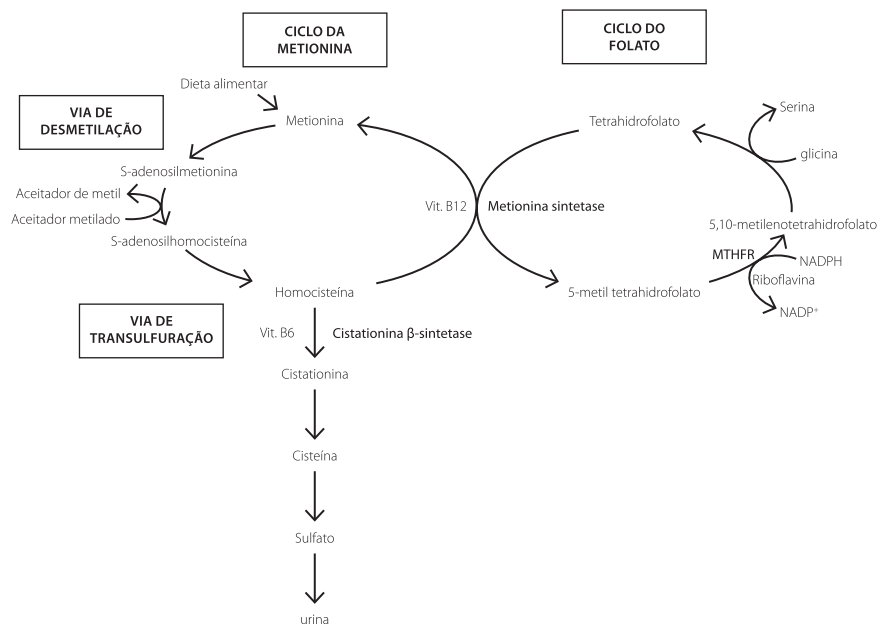 CICLO DA
METIONINA
CICLO DO
FOLATO
Dieta alimentar
VIA DE
DESMETILAÇÃO
Metionina
Tetrahidrofolato
Serina
glicina
S-adenosilmetionina
Aceitador de metil
Aceitador metilado
S-adenosilhomocisteína
Vit. B12
Metionina sintetase
5,10-metilenotetrahidrofolato
MTHFR
NADPH
Riboflavina
NADP+
Homocisteína
5-metil tetrahidrofolato
VIA DE
TRANSULFURAÇÃO
Vit. B6
Cistationina β-sintetase
Cistationina
Cisteína
Sulfato
urina